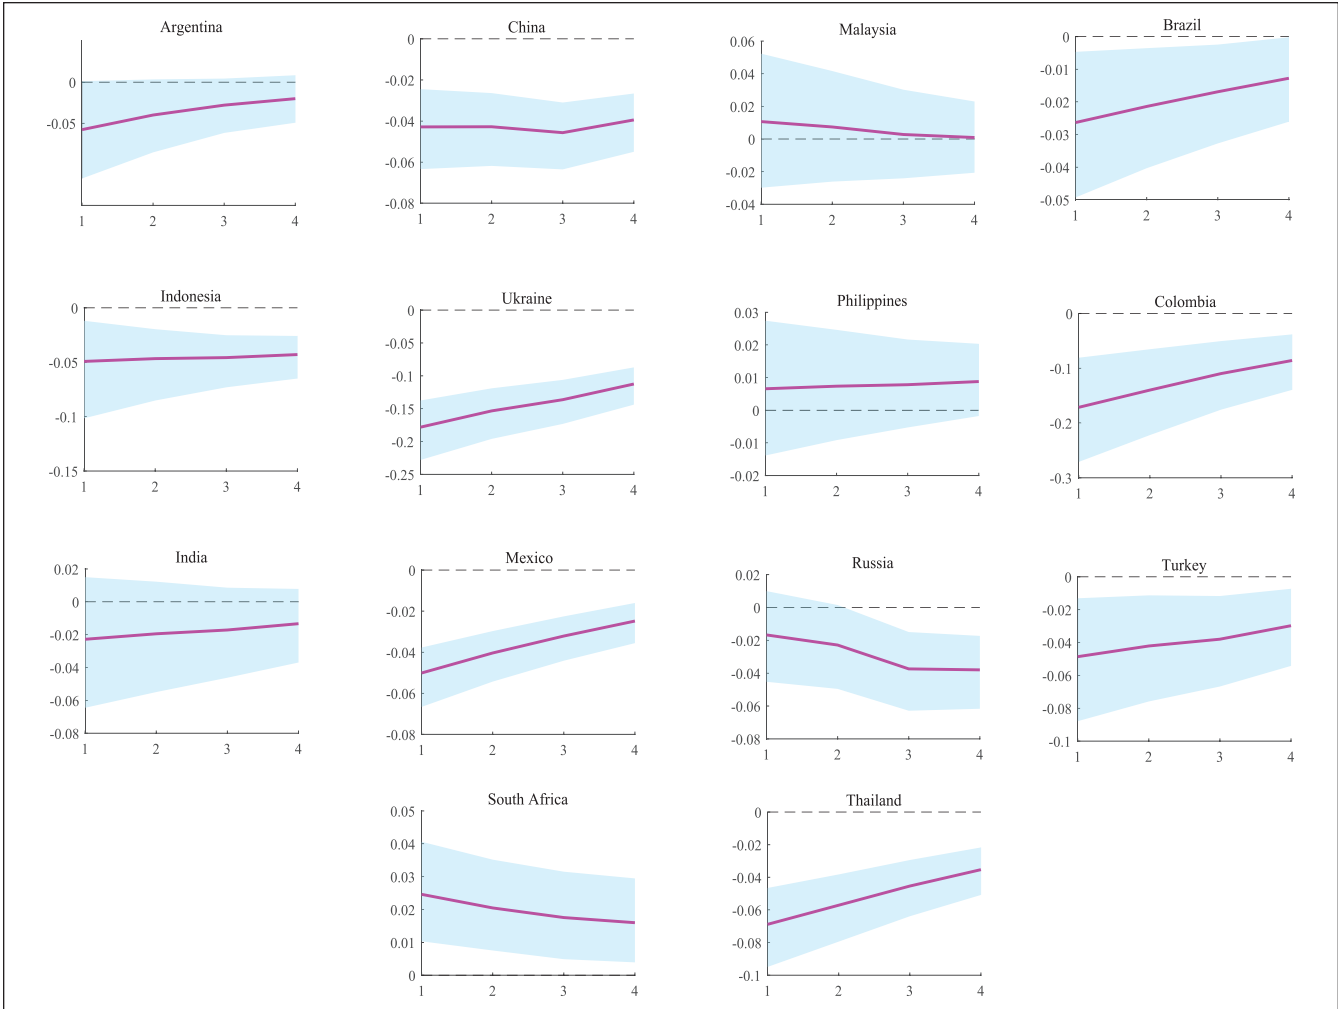 Argentina
0
-0.05
1 2 3 4
China
0
-0.02
-0.04
-0.06
-0.08
1 2 3 4
Malaysia
0.06
0.04
0.02
0
-0.02
-0.04
1 2 3 4
Brazil
0
-0.01
-0.02
-0.03
-0.04
-0.05
1 2 3 4
Indonesia
0
-0.05
-0.1
-0.15
1 2 3 4
Ukraine
0
-0.1
-0.15
-0.2
-0.25
1 2 3 4
Philippines
0.03
0.02
0.01
0
-0.01
-0.02
1 2 3 4
Colombia
0
-0.1
-0.2
-0.3
1 2 3 4
India
0.02
0
-0.02
-0.04
-0.06
-0.08
1 2 3 4
Mexico
0
-0.02
-0.04
-0.06
-0.08
1 2 3 4
Russia
0.02
0
-0.02
-0.04
-0.06
-0.08
1 2 3 4
Turkey
0
-0.02
-0.04
-0.06
-0.08
-0.1
1 2 3 4
South Africa
0.05
0.04
0.03
0.02
0.01
0
1 2 3 4
Thailand
0
-0.02
-0.04
-0.06
-0.08
-0.1
1 2 3 4